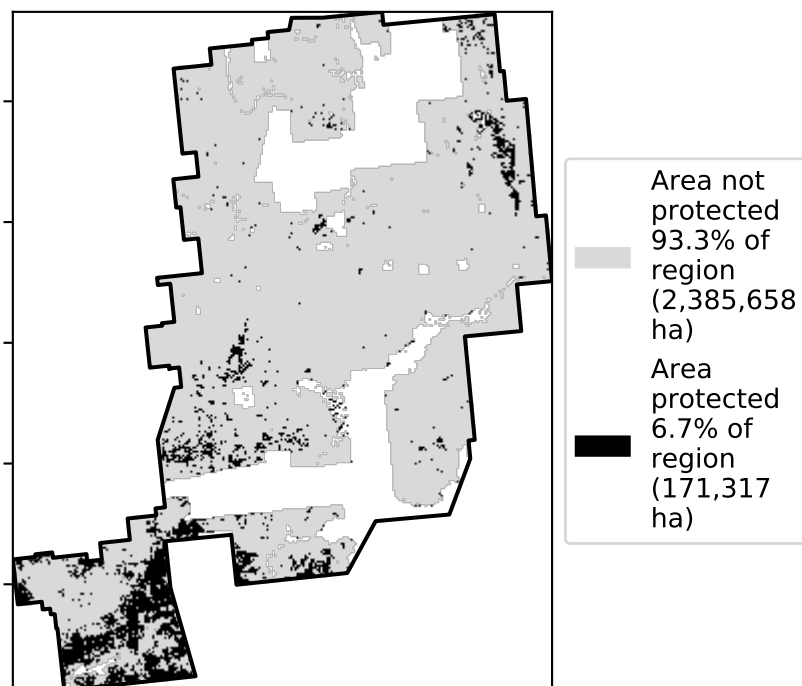 Area not
protected
93.3% of
region
(2,385,658
ha)
Area
protected
6.7% of
region
(171,317
ha)